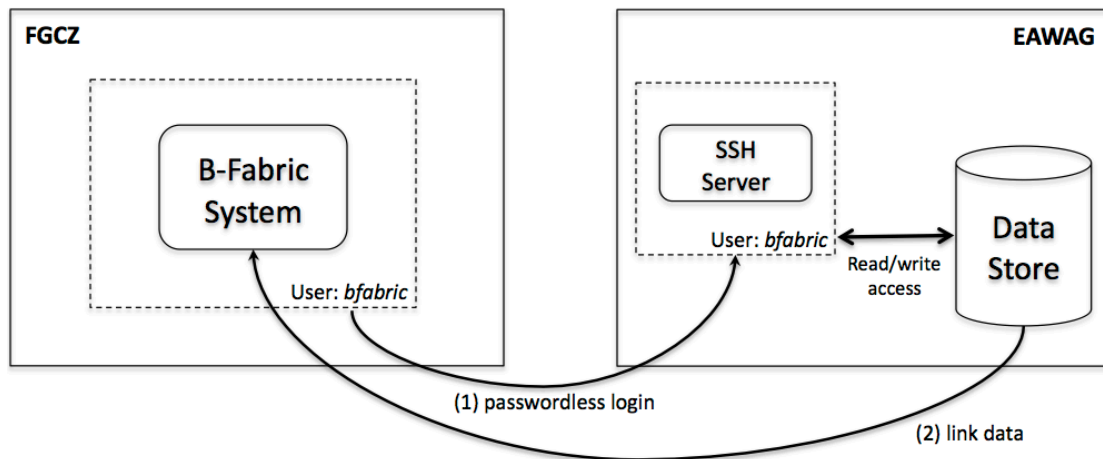 FGCZ
B-Fabric
System
User: bfabric
EAWAG
SSH
Server
User: bfabric
Read/write
access
Data
Store
(1) passwordless login
(2) link data